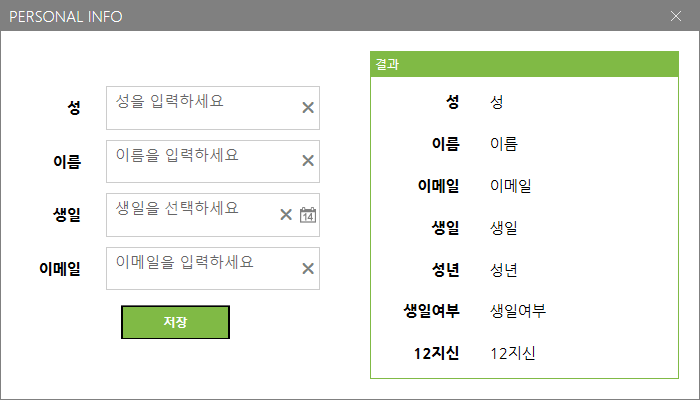 PERSONAL INFO
성 성을 입력하세요
이름 이름을 입력하세요
생일 생일을 선택하세요 14
이메일 이메일을 입력하세요
저장
결과
성 성
이름 이름
이메일 이메일
생일 생일
성년 성년
생일여부 생일여부
12지신 12지신